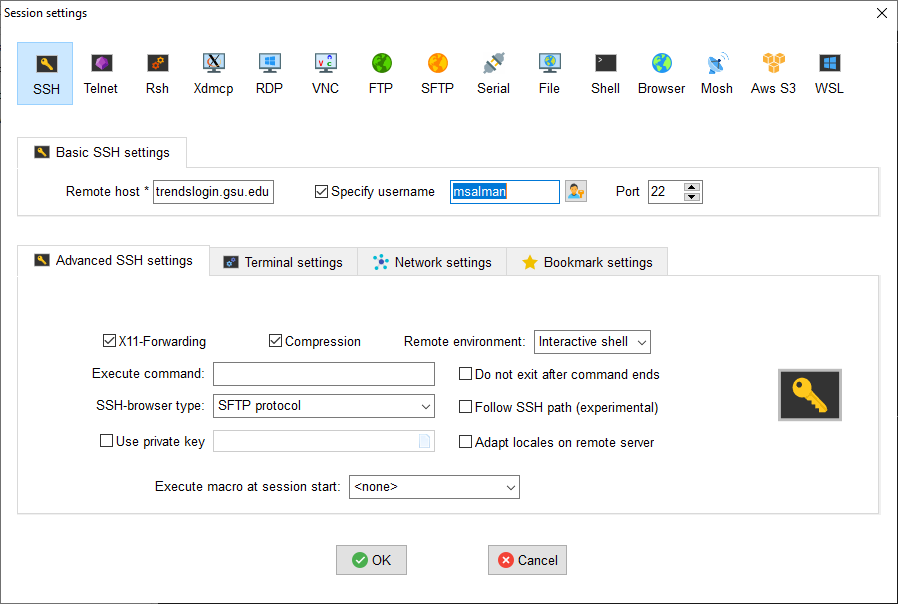 Session settings
SSH Telnet Rsh Xdmcp RDP VNC FTP SFTP Serial File Shell Browser Mosh Aws S3 WSL
Basic SSH settings
Remote host * trendslogin.gsu.edu Specify username msalman Port 22
Advanced SSH settings Terminal settings Network settings Bookmark settings
X11-Forwarding Compression Remote environment: Interactive shell
Execute command: Do not exit after command ends
SSH-browser type: SFTP protocol Follow SSH path (experimental)
Use private key Adapt locales on remote server
Execute macro at session start: <none>
OK Cancel